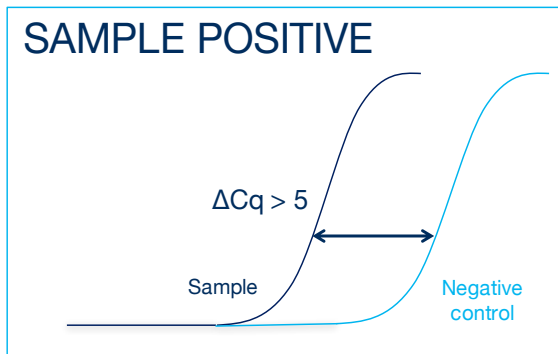 SAMPLE POSITIVE
ΔCq > 5
Sample
Negative
control